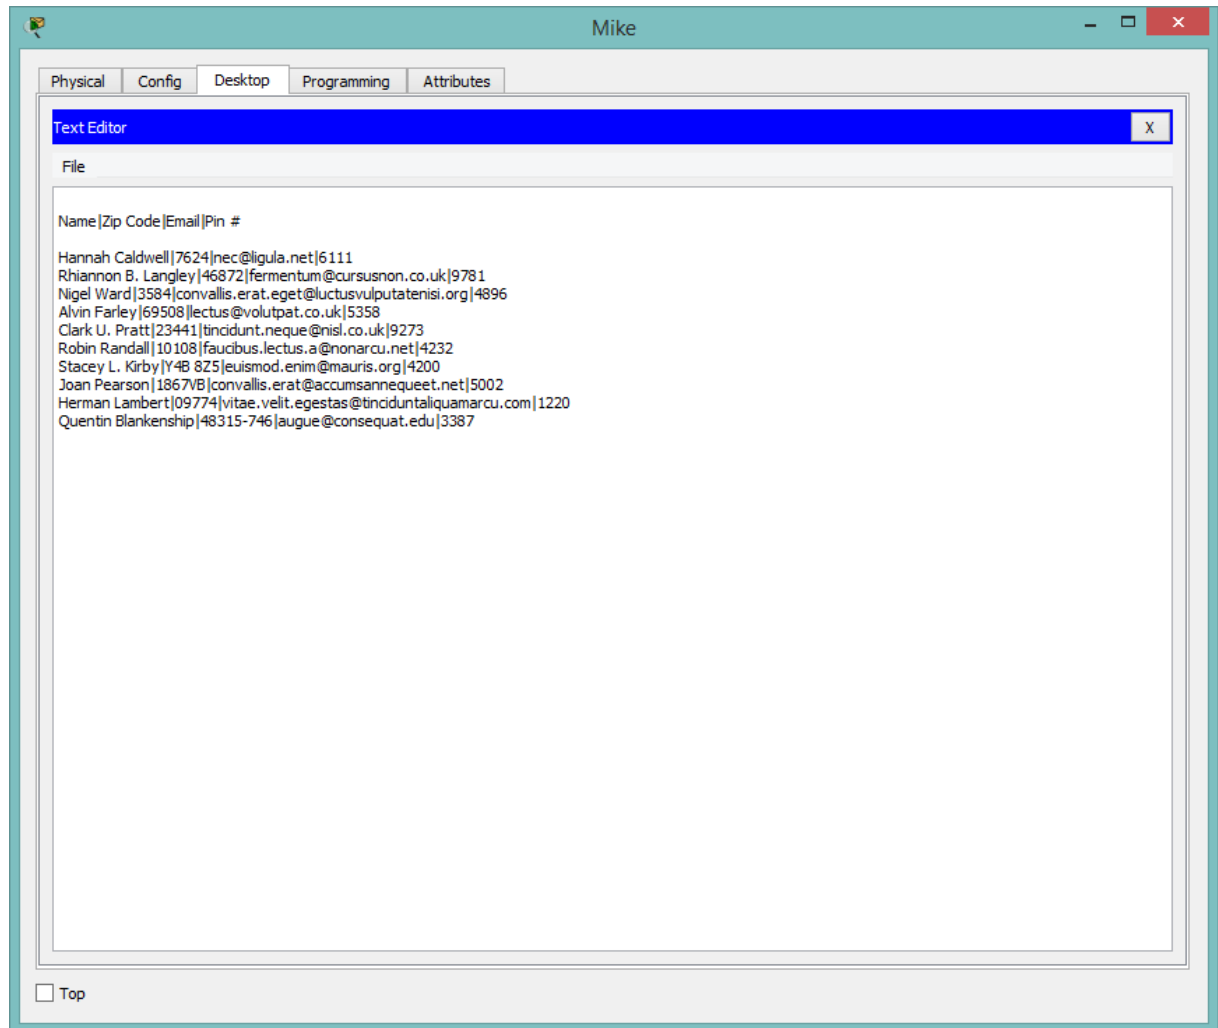 Mike
Physical Config Desktop Programming Attributes
Text Editor X
File
Name|Zip Code|Email|Pin #
Hannah Caldwell|7624|nec@ligula.net|6111
Rhiannon B. Langley|46872|fermentum@cursusnon.co.uk|9781
Nigel Ward|3584|convallis.erat.eget@luctusvulputatenisi.org|4896
Alvin Farley|69508|lectus@volutpat.co.uk|5358
Clark U. Pratt|23441|tincidunt.neque@nisl.co.uk|9273
Robin Randall|10108|faucibus.lectus.a@nonarcu.net|4232
Stacey L. Kirby|Y4B 8Z5|euismod.enim@mauris.org|4200
Joan Pearson|1867VB|convallis.erat@accumsannequeet.net|5002
Herman Lambert|09774|vitae.velit.egestas@tinciduntaliquamarcu.com|1220
Quentin Blankenship|48315-746|augue@consequat.edu|3387
Top